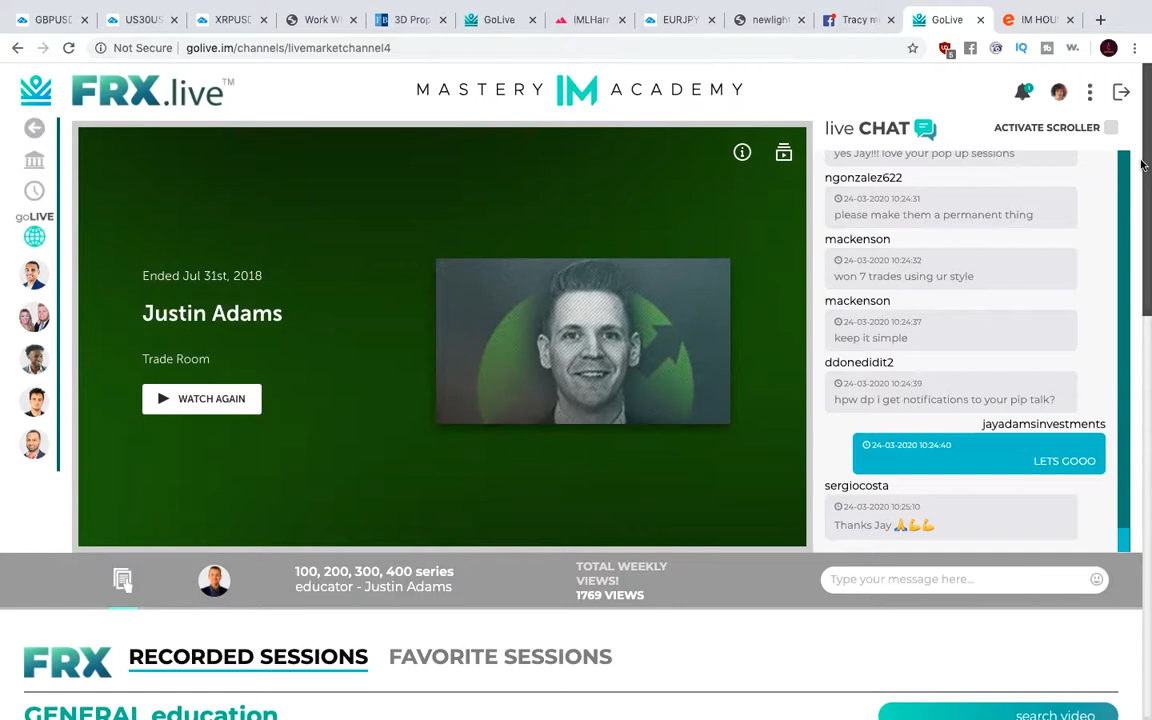 GBPUSD
US30US
XRPUSD
Work W
3D Prop
GoLive
IMLHarr
EURJPY
newlight
Tracy m
GoLive
IM HOU
Not Secure
golive.im/channels/livemarketchannel4
FRX.live™
MASTERY IM ACADEMY
goLIVE
Ended Jul 31st, 2018
Justin Adams
Trade Room
WATCH AGAIN
live CHAT
ACTIVATE SCROLLER
yes Jay!!! love your pop up sessions
ngonzalez622
24-03-2020 10:24:31
please make them a permanent thing
mackenson
24-03-2020 10:24:32
won 7 trades using ur style
mackenson
24-03-2020 10:24:37
keep it simple
ddonedidit2
24-03-2020 10:24:39
hpw dp i get notifications to your pip talk?
jayadamsinvestments
24-03-2020 10:24:40
LETS GOOO
sergiocosta
24-03-2020 10:25:10
Thanks Jay 🙏💪💪
100, 200, 300, 400 series
educator - Justin Adams
TOTAL WEEKLY
VIEWS!
1769 VIEWS
Type your message here...
FRX
RECORDED SESSIONS
FAVORITE SESSIONS
GENERAL education
search video